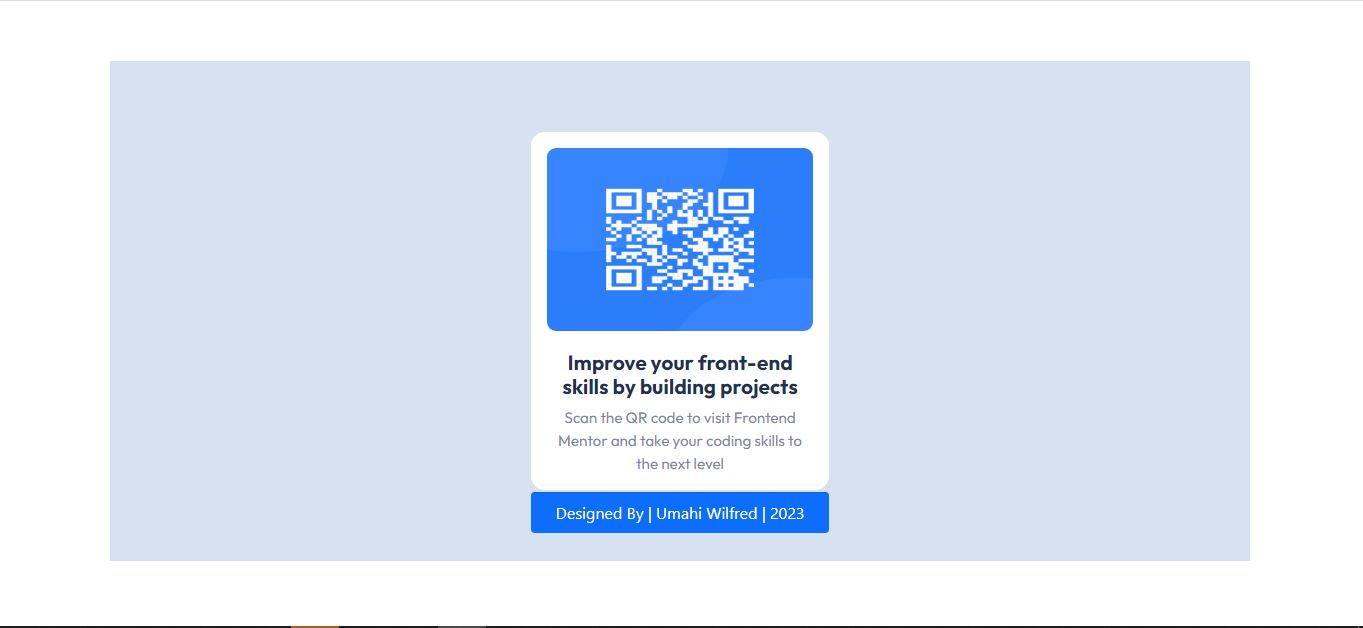 Improve your front-end
skills by building projects
Scan the QR code to visit Frontend
Mentor and take your coding skills to
the next level
Designed By | Umahi Wilfred | 2023